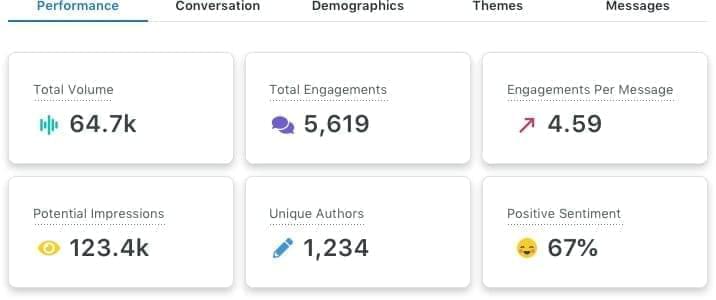 Performance Conversation Demographics Themes Messages
Total Volume Total Engagements Engagements Per Message
64.7k 5,619 4.59
Potential Impressions Unique Authors Positive Sentiment
123.4k 1,234 67%